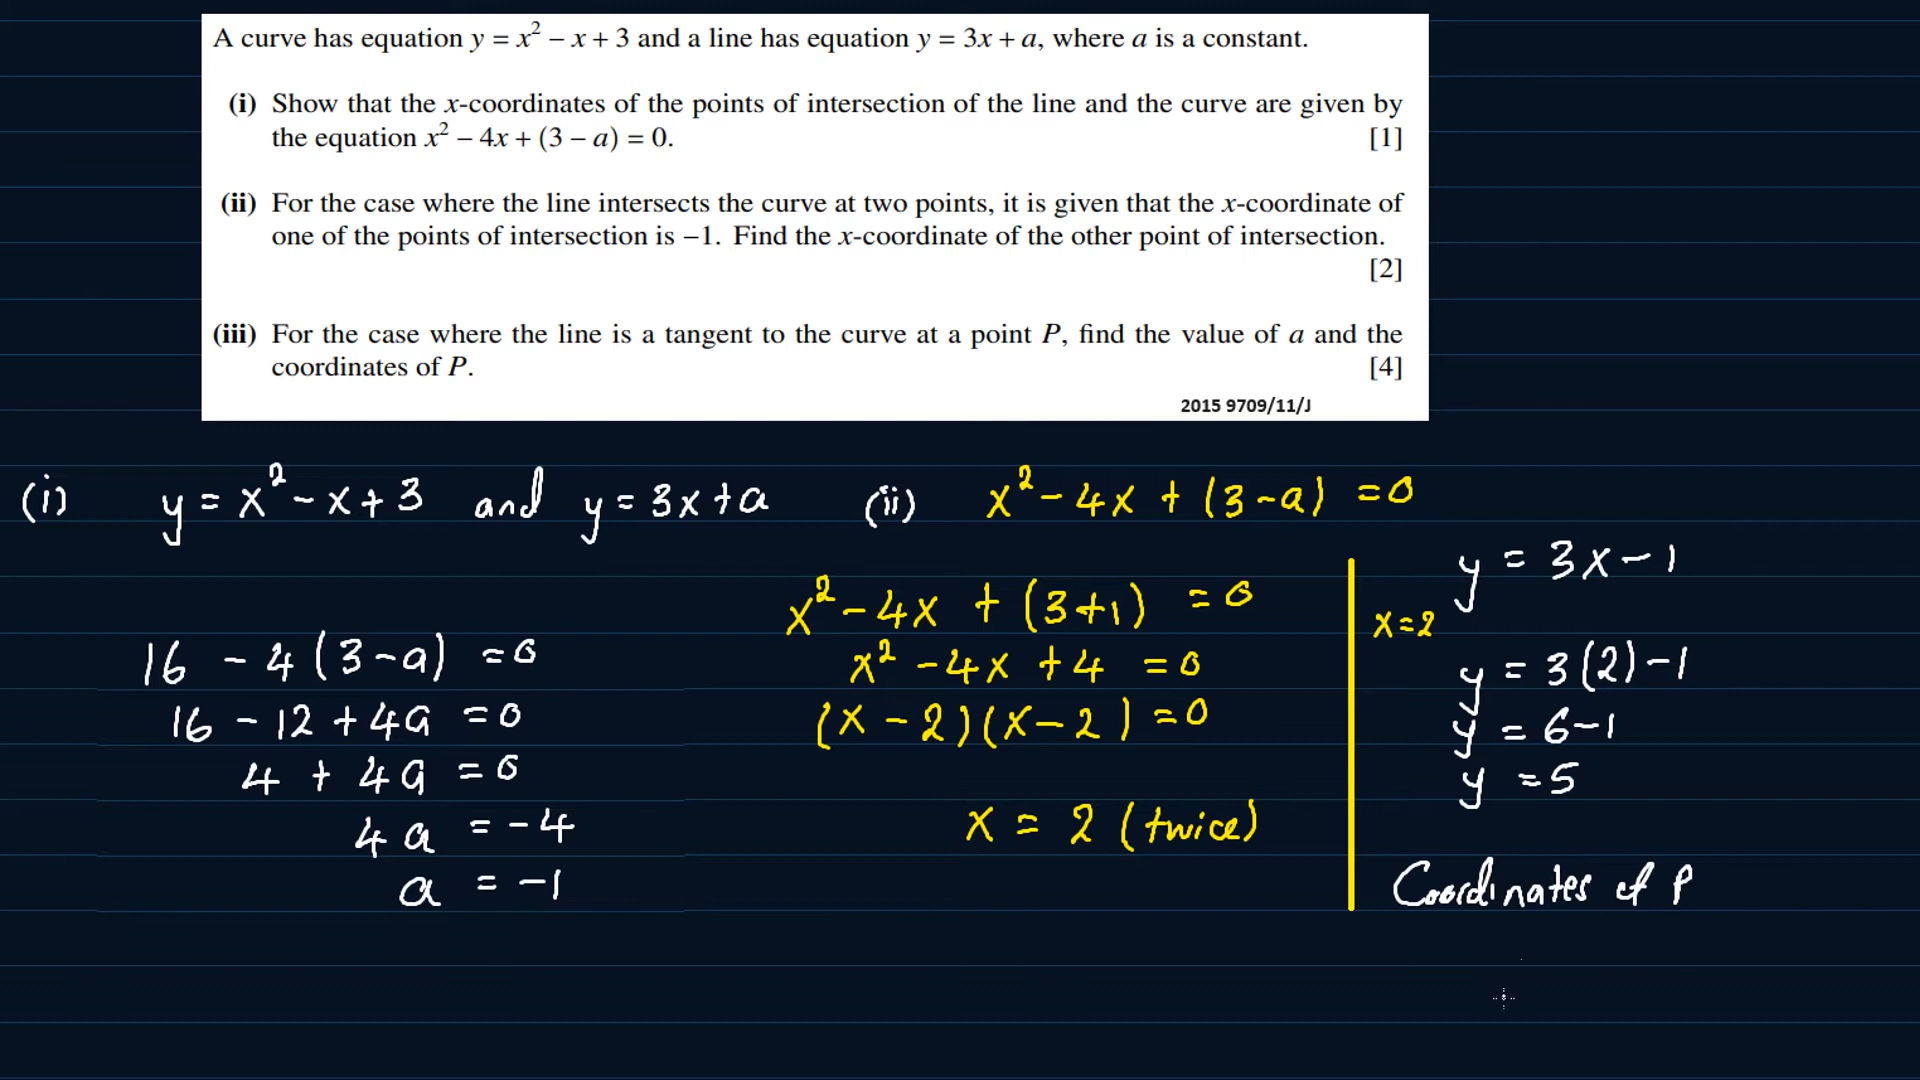 A curve has equation y = x² − x + 3 and a line has equation y = 3x + a, where a is a constant.
(i) Show that the x-coordinates of the points of intersection of the line and the curve are given by
the equation x² − 4x + (3 − a) = 0. [1]
(ii) For the case where the line intersects the curve at two points, it is given that the x-coordinate of
one of the points of intersection is −1. Find the x-coordinate of the other point of intersection.
[2]
(iii) For the case where the line is a tangent to the curve at a point P, find the value of a and the
coordinates of P. [4]
2015 9709/11/J
(i) y = x² − x + 3 and y = 3x + a
16 − 4(3 − a) = 0
16 − 12 + 4a = 0
4 + 4a = 0
4a = −4
a = −1
(ii) x² − 4x + (3 − a) = 0
x² − 4x + (3 + 1) = 0
x² − 4x + 4 = 0
(x − 2)(x − 2) = 0
x = 2 (twice)
y = 3x − 1
x = 2
y = 3(2) − 1
y = 6 − 1
y = 5
Coordinates of P